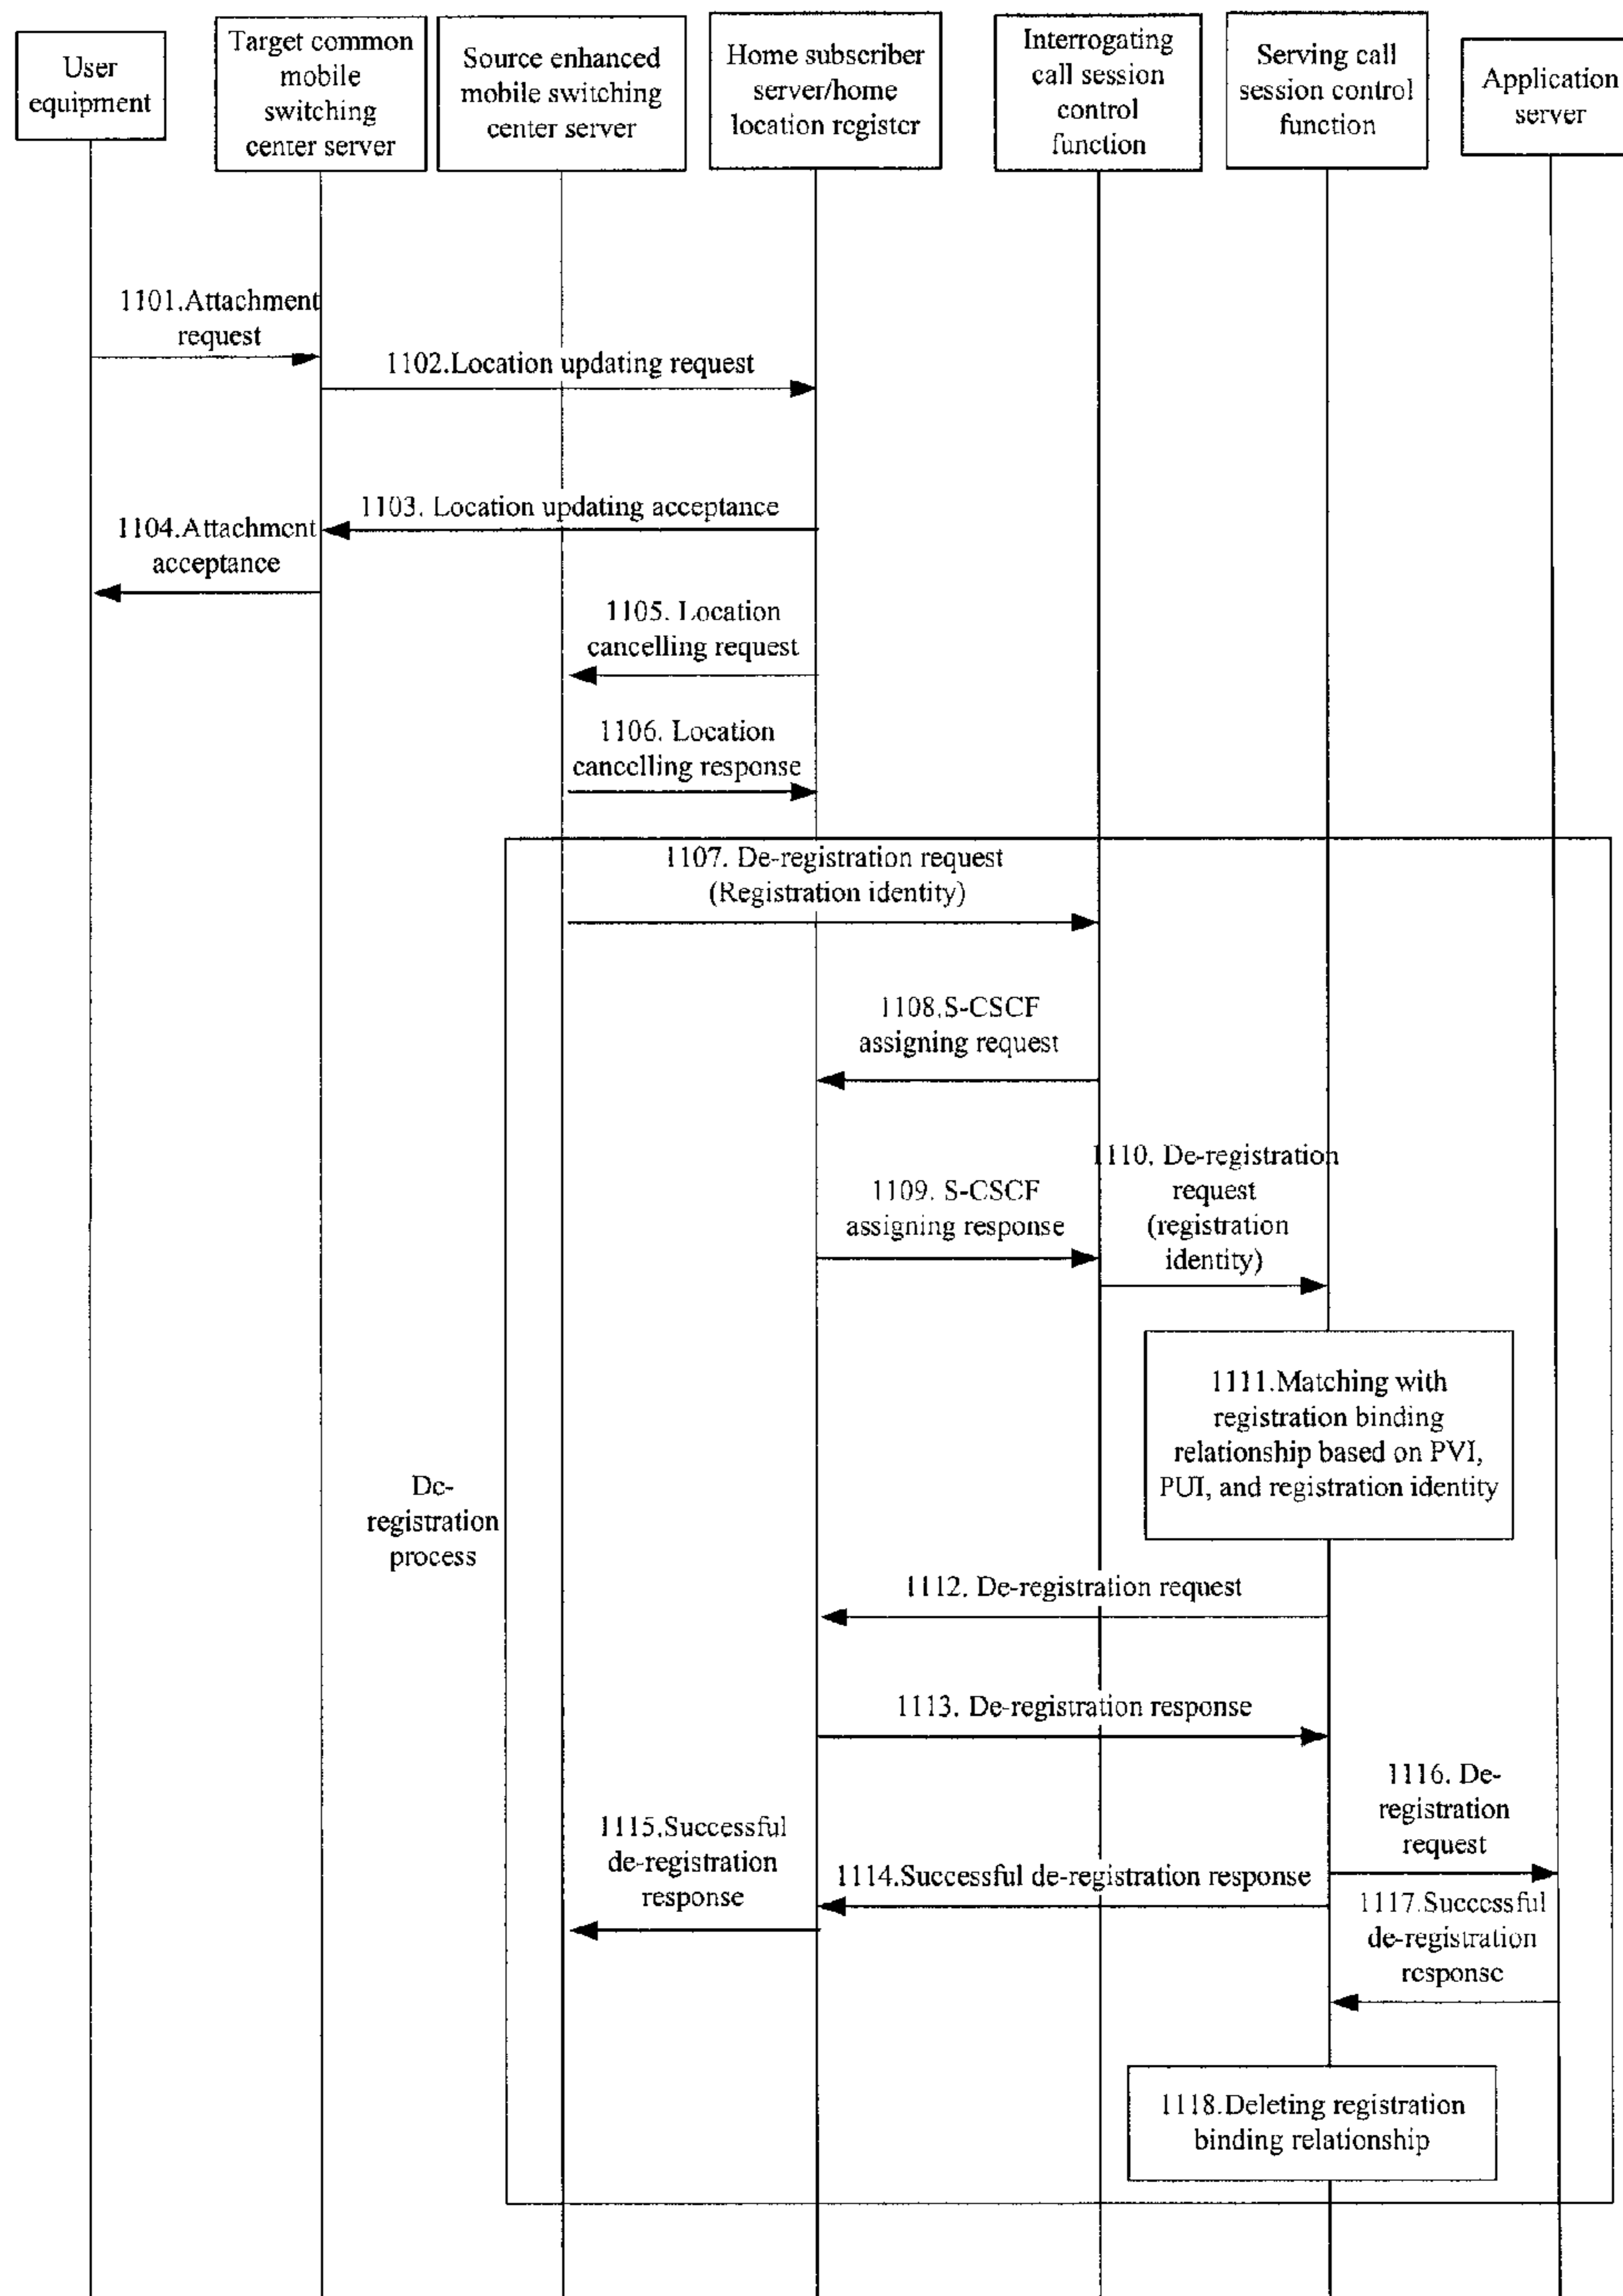 User
equipment
Target common
mobile
switching
center server
Source enhanced
mobile switching
center server
Home subscriber
server/home
location register
Interrogating
call session
control
function
Serving call
session control
function
Application
server
1101.Attachment
request
1102.Location updating request
1103. Location updating acceptance
1104.Attachment
acceptance
1105. Location
cancelling request
1106. Location
cancelling response
1107. De-registration request
(Registration identity)
1108.S-CSCF
assigning request
1109. S-CSCF
assigning response
1110. De-registration
request
(registration
identity)
1111.Matching with
registration binding
relationship based on PVI,
PUI, and registration identity
De-
registration
process
1112. De-registration request
1113. De-registration response
1116. De-
registration
request
1115.Successful
de-registration
response
1114.Successful de-registration response
1117.Successful
de-registration
response
1118.Deleting registration
binding relationship